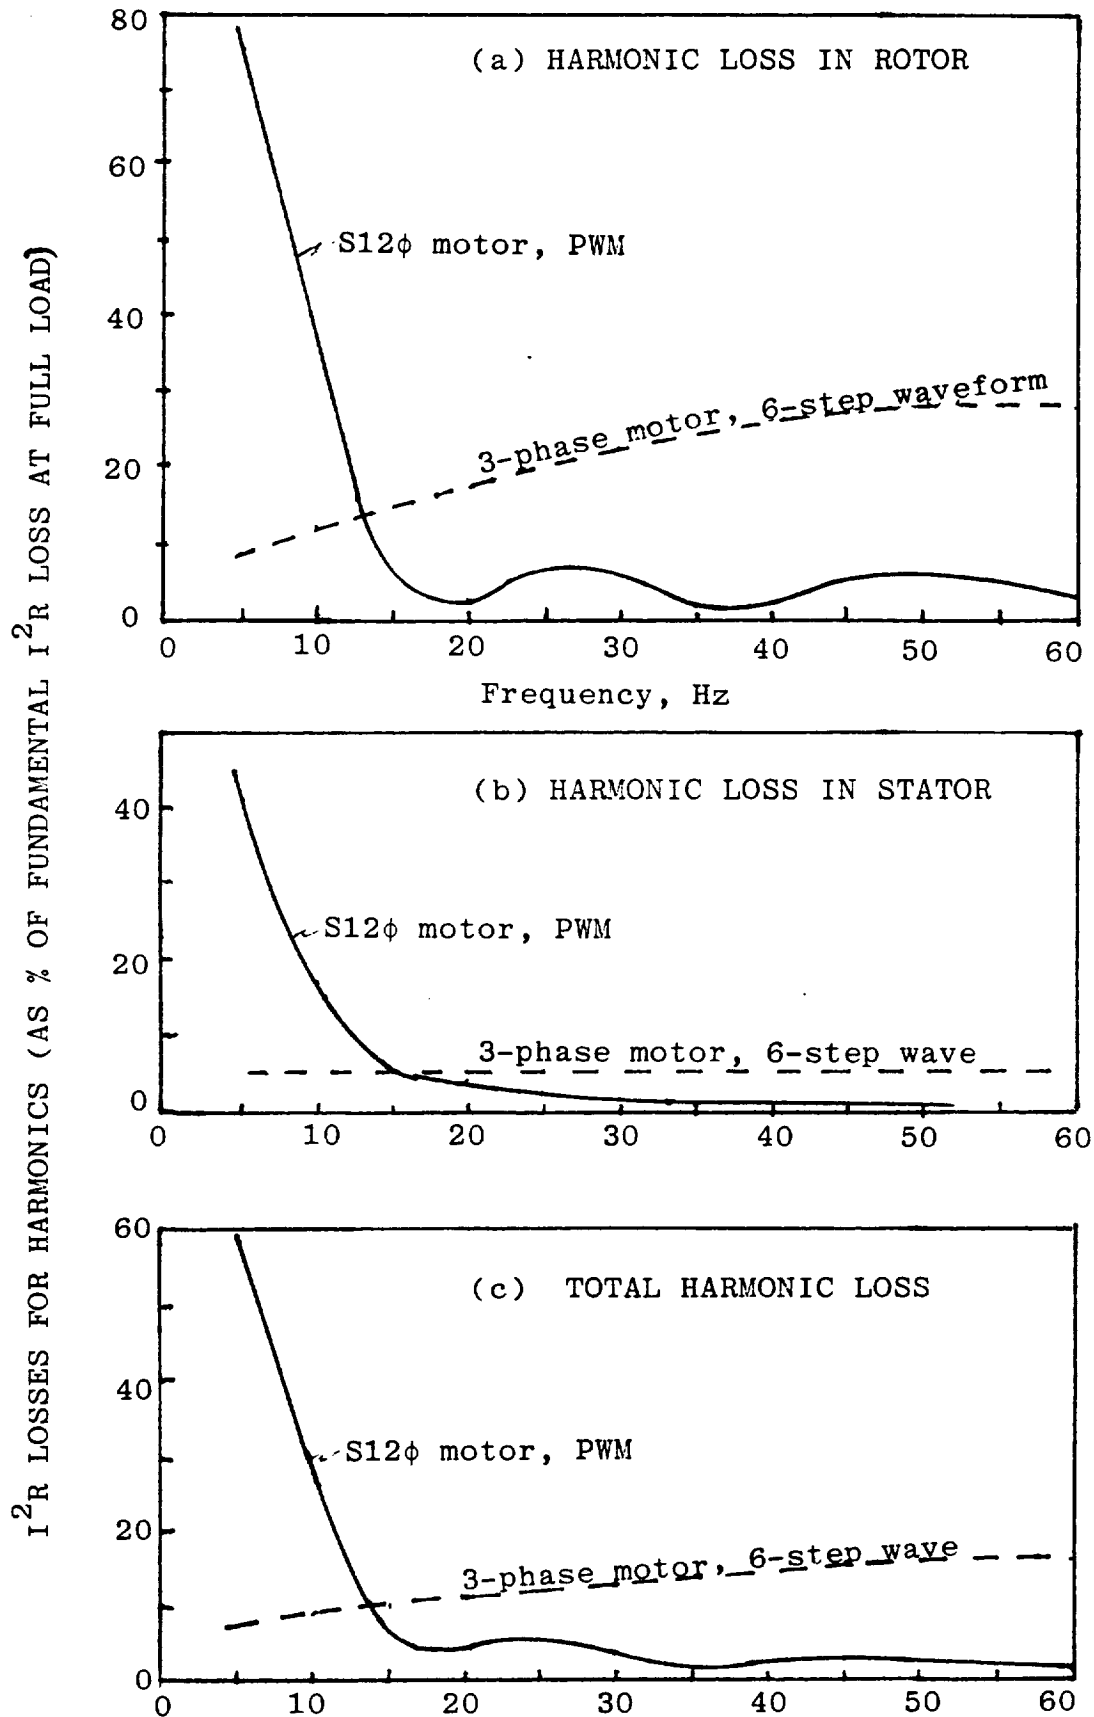 I²R LOSSES FOR HARMONICS (AS % OF FUNDAMENTAL I²R LOSS AT FULL LOAD)
(a) HARMONIC LOSS IN ROTOR
80
60
40
20
0
S12ϕ motor, PWM
3-phase motor, 6-step waveform
0 10 20 30 40 50 60
Frequency, Hz
(b) HARMONIC LOSS IN STATOR
40
20
0
S12ϕ motor, PWM
3-phase motor, 6-step wave
0 10 20 30 40 50 60
(c) TOTAL HARMONIC LOSS
60
40
20
0
S12ϕ motor, PWM
3-phase motor, 6-step wave
0 10 20 30 40 50 60